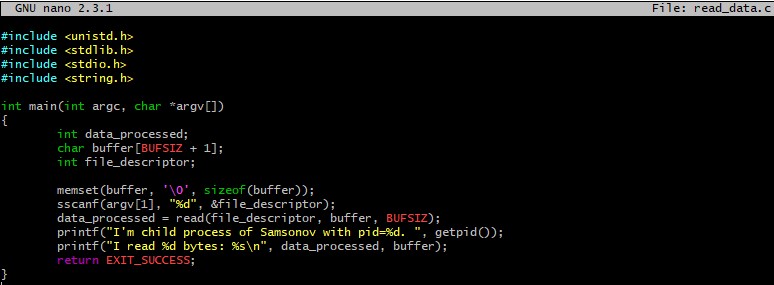 GNU nano 2.3.1 File: read_data.c
#include <unistd.h>
#include <stdlib.h>
#include <stdio.h>
#include <string.h>
int main(int argc, char *argv[])
{
int data_processed;
char buffer[BUFSIZ + 1];
int file_descriptor;
memset(buffer, '\0', sizeof(buffer));
sscanf(argv[1], "%d", &file_descriptor);
data_processed = read(file_descriptor, buffer, BUFSIZ);
printf("I'm child process of Samsonov with pid=%d. ", getpid());
printf("I read %d bytes: %s\n", data_processed, buffer);
return EXIT_SUCCESS;
}